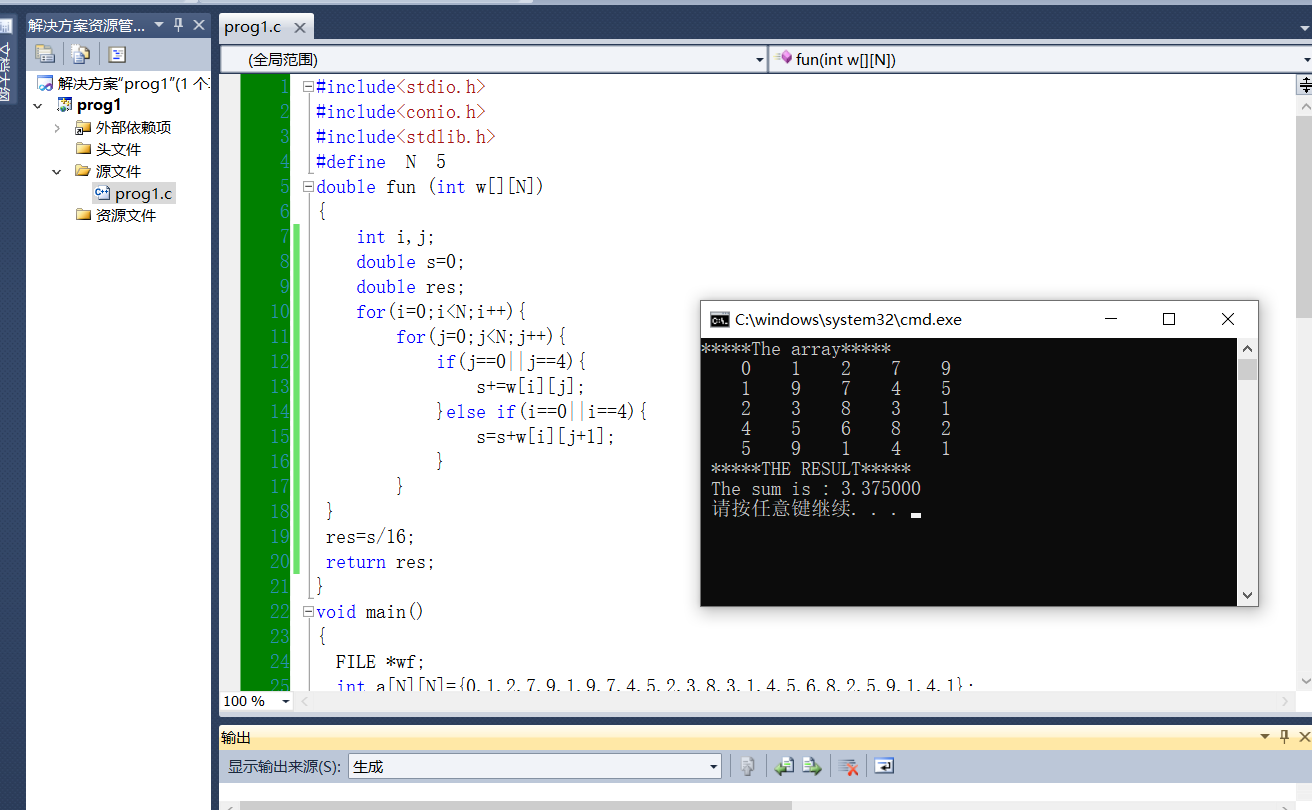 解决方案资源管...
prog1.c
(全局范围)
fun(int w[][N])
解决方案"prog1"(1 个
prog1
外部依赖项
头文件
源文件
prog1.c
资源文件
1 #include<stdio.h>
2 #include<conio.h>
3 #include<stdlib.h>
4 #define  N  5
5 double fun (int w[][N])
6 {
7     int i,j;
8     double s=0;
9     double res;
10     for(i=0;i<N;i++){
11         for(j=0;j<N;j++){
12             if(j==0||j==4){
13                 s+=w[i][j];
14             }else if(i==0||i==4){
15                 s=s+w[i][j+1];
16             }
17         }
18  }
19  res=s/16;
20  return res;
21 }
22 void main()
23 {
24   FILE *wf;
25   int a[N][N]={0,1,2,7,9,1,9,7,4,5,2,3,8,3,1,4,5,6,8,2,5,9,1,4,1};
C:\windows\system32\cmd.exe
*****The array*****
0 1 2 7 9
1 9 7 4 5
2 3 8 3 1
4 5 6 8 2
5 9 1 4 1
*****THE RESULT*****
The sum is : 3.375000
请按任意键继续. . .
100 %
输出
显示输出来源(S):
生成